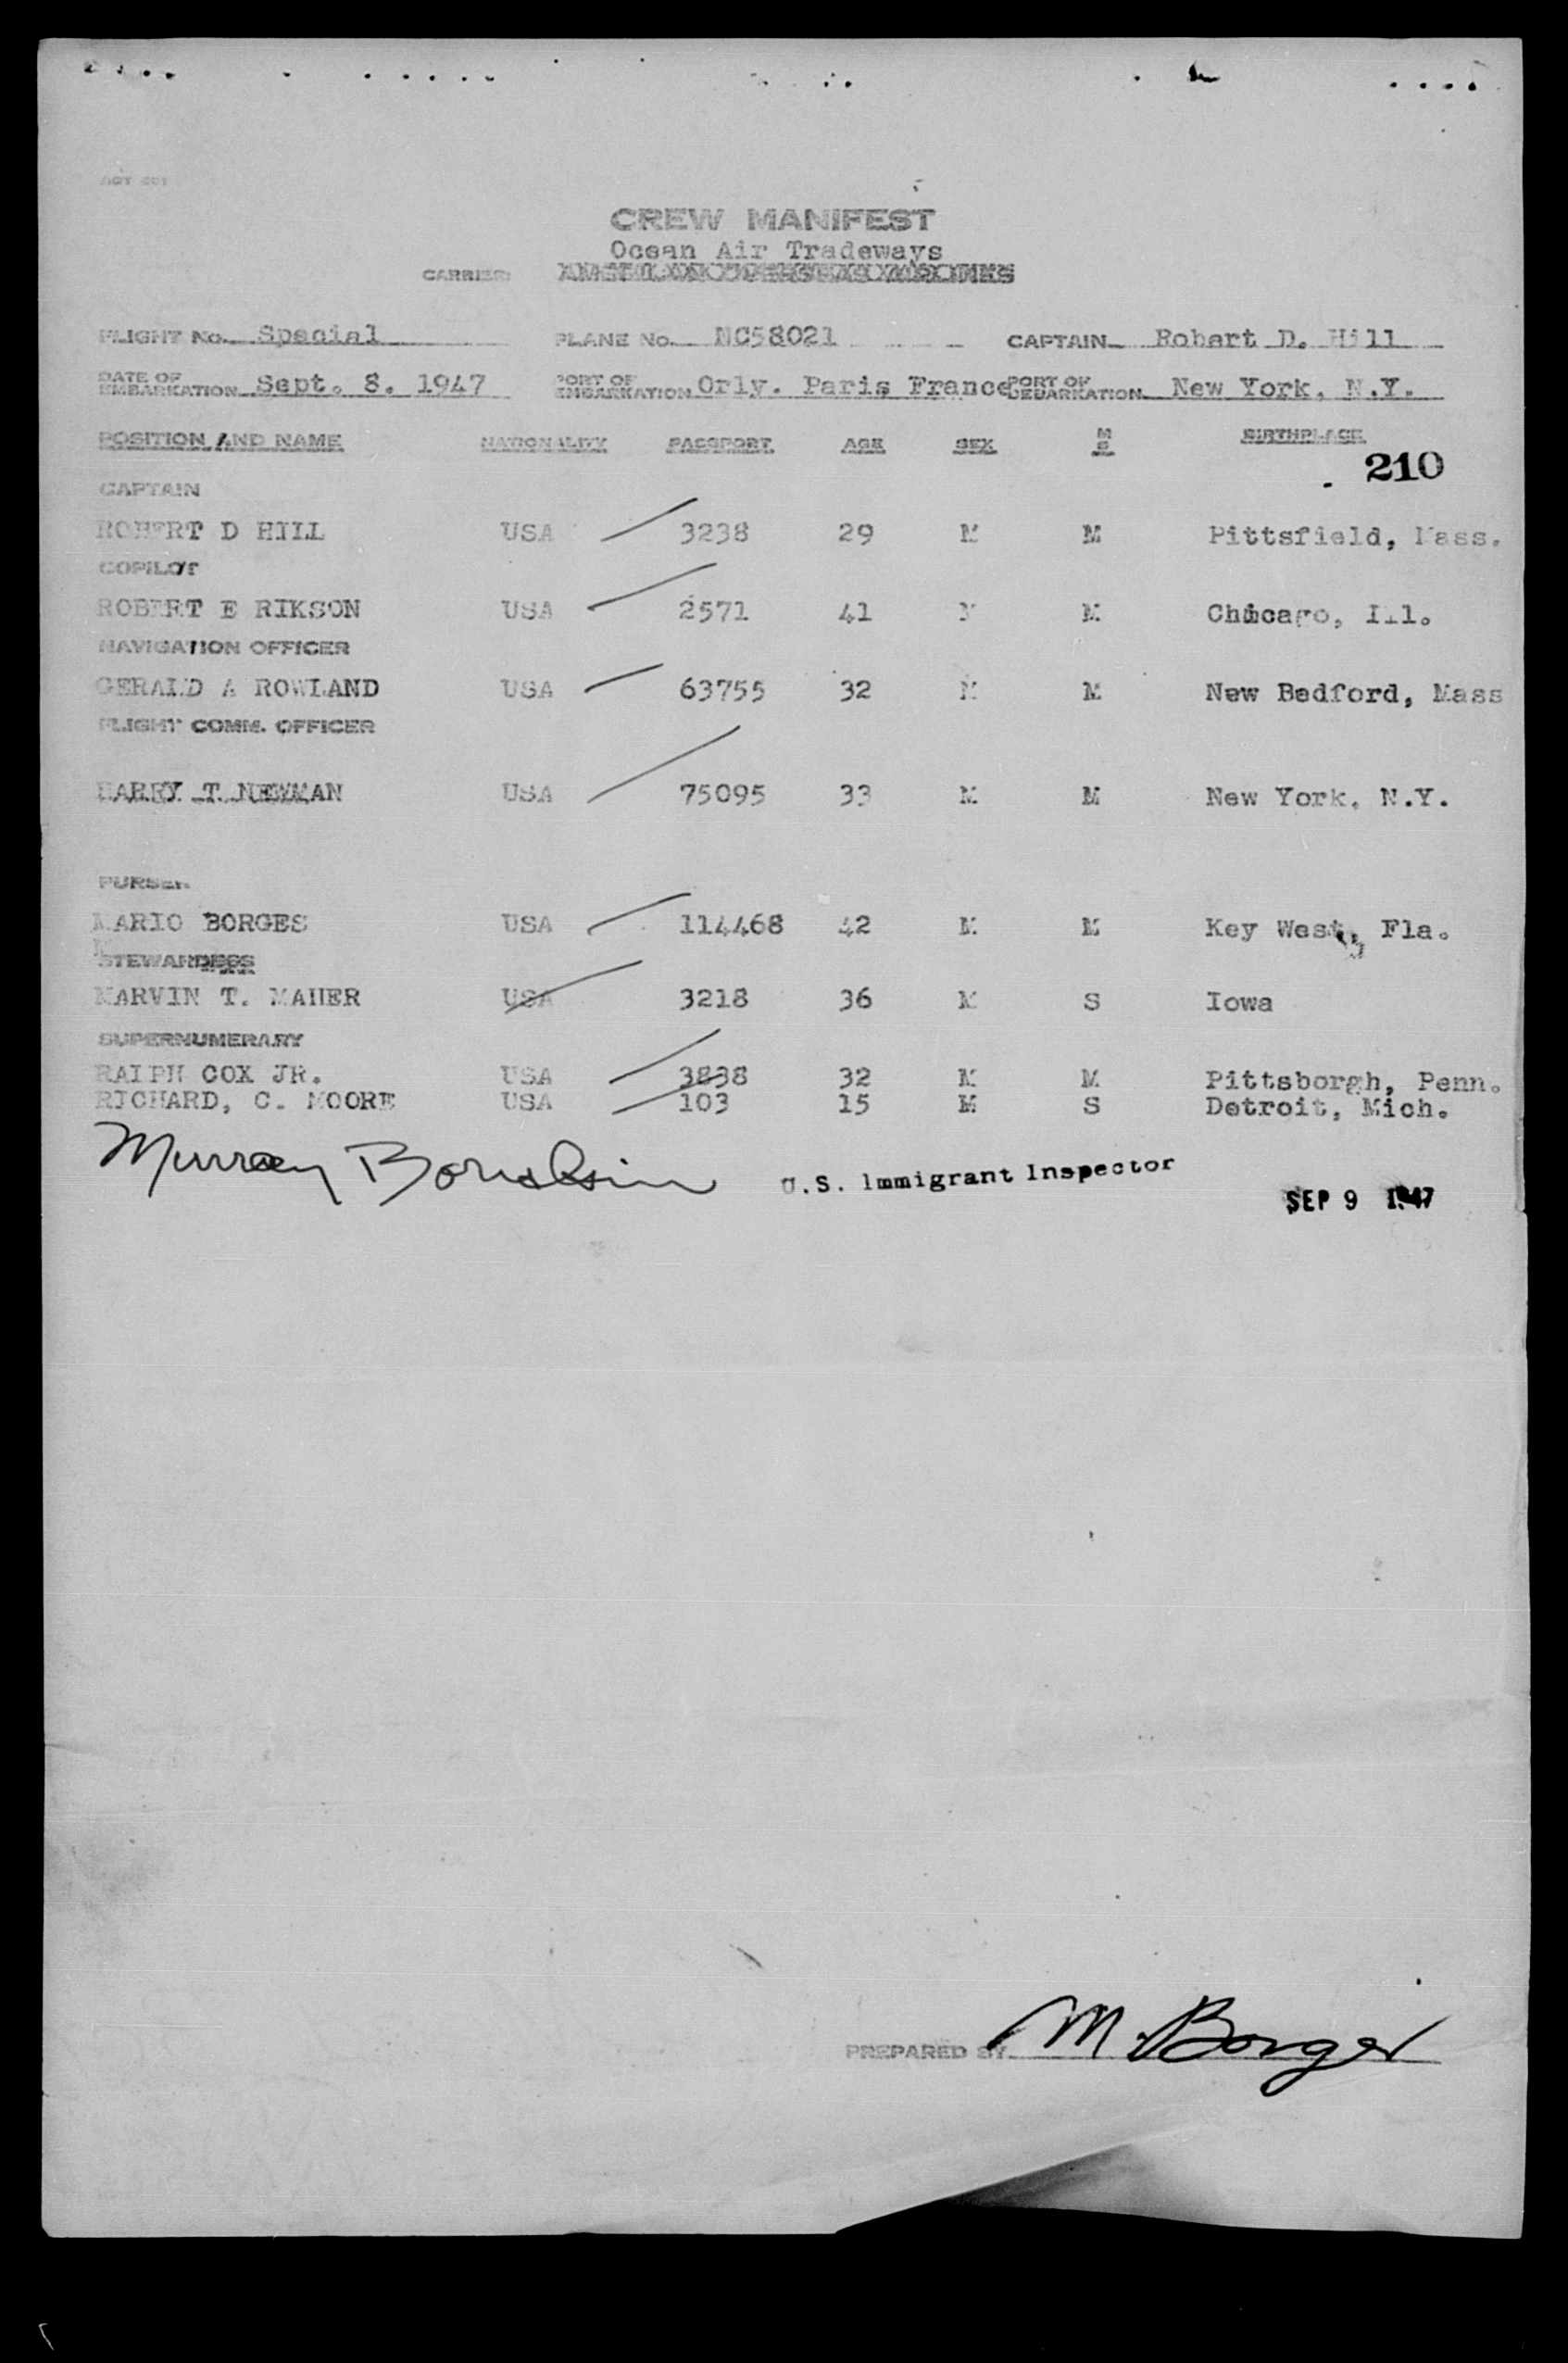 CREW MANIFEST
Ocean Air Tradeways
CARRIER
FLIGHT No. Special PLANE No. NC58021 CAPTAIN Robert D. Hill
DATE OF EMBARKATION Sept. 8. 1947 PORT OF EMBARKATION Orly. Paris France PORT OF DEBARKATION New York, N.Y.
POSITION AND NAME NATIONALITY PASSPORT AGE SEX M S BIRTHPLACE
210
CAPTAIN
ROBERT D HILL USA 3238 29 M M Pittsfield, Mass.
COPILOT
ROBERT E RIKSON USA 2571 41 M M Chicago, Ill.
NAVIGATION OFFICER
GERALD A ROWLAND USA 63755 32 M M New Bedford, Mass
FLIGHT COMM. OFFICER
HARRY T. NEWMAN USA 75095 33 M M New York, N.Y.
PURSER
MARIO BORGES USA 114468 42 M M Key West, Fla.
STEWARDESS
MARVIN T. MAHER USA 3218 36 M S Iowa
SUPERNUMERARY
RALPH COX JR. USA 3838 32 M M Pittsborgh, Penn.
RICHARD, C. MOORE USA 103 15 M S Detroit, Mich.
Murray U.S. Immigrant Inspector
SEP 9 1947
PREPARED BY M. Borges